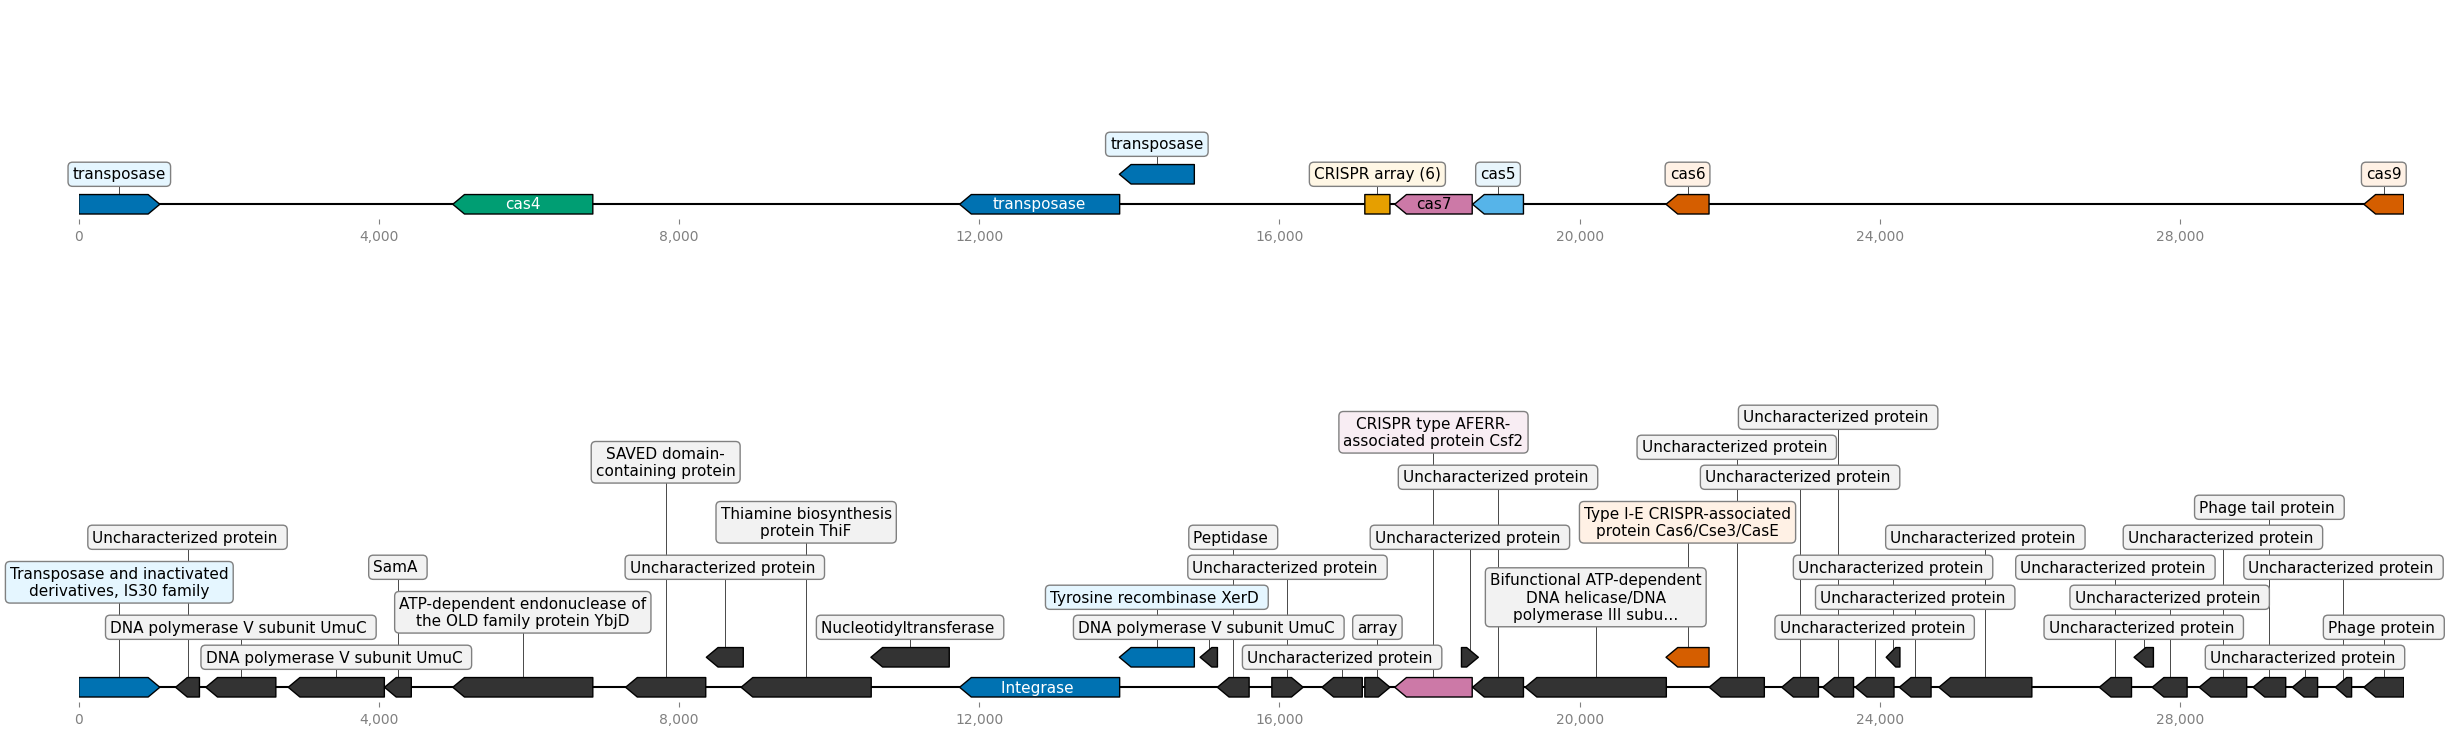 transposase
transposase
CRISPR array (6)
cas5
cas6
cas9
cas4
transposase
cas7
0
4,000
8,000
12,000
16,000
20,000
24,000
28,000
Uncharacterized protein
CRISPR type AFERR-
associated protein Csf2
Uncharacterized protein
SAVED domain-
containing protein
Uncharacterized protein
Uncharacterized protein
Phage tail protein
Thiamine biosynthesis
protein ThiF
Type I-E CRISPR-associated
protein Cas6/Cse3/CasE
Uncharacterized protein
Peptidase
Uncharacterized protein
Uncharacterized protein
Uncharacterized protein
Transposase and inactivated
derivatives, IS30 family
SamA
Uncharacterized protein
Uncharacterized protein
Uncharacterized protein
Uncharacterized protein
Uncharacterized protein
ATP-dependent endonuclease of
the OLD family protein YbjD
Tyrosine recombinase XerD
Bifunctional ATP-dependent
DNA helicase/DNA
polymerase III subu...
Uncharacterized protein
Uncharacterized protein
DNA polymerase V subunit UmuC
Nucleotidyltransferase
DNA polymerase V subunit UmuC
array
Uncharacterized protein
Uncharacterized protein
Phage protein
DNA polymerase V subunit UmuC
Uncharacterized protein
Uncharacterized protein
Integrase
0
4,000
8,000
12,000
16,000
20,000
24,000
28,000